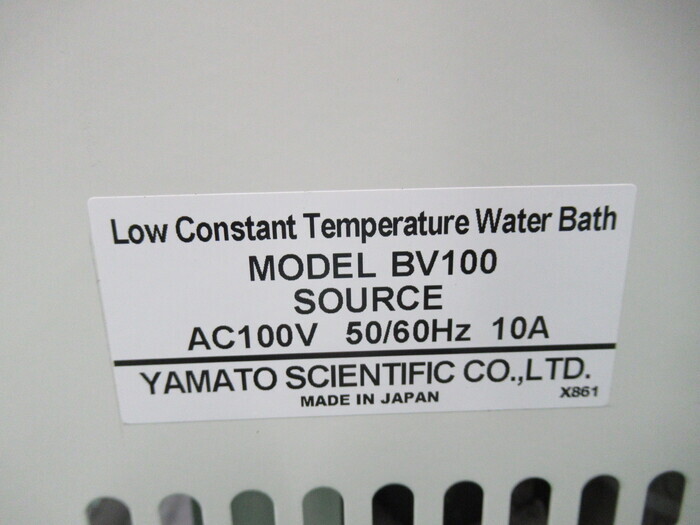 Low Constant Temperature Water Bath
MODEL BV100
SOURCE
AC100V 50/60Hz 10A
YAMATO SCIENTIFIC CO.,LTD.
MADE IN JAPAN X861